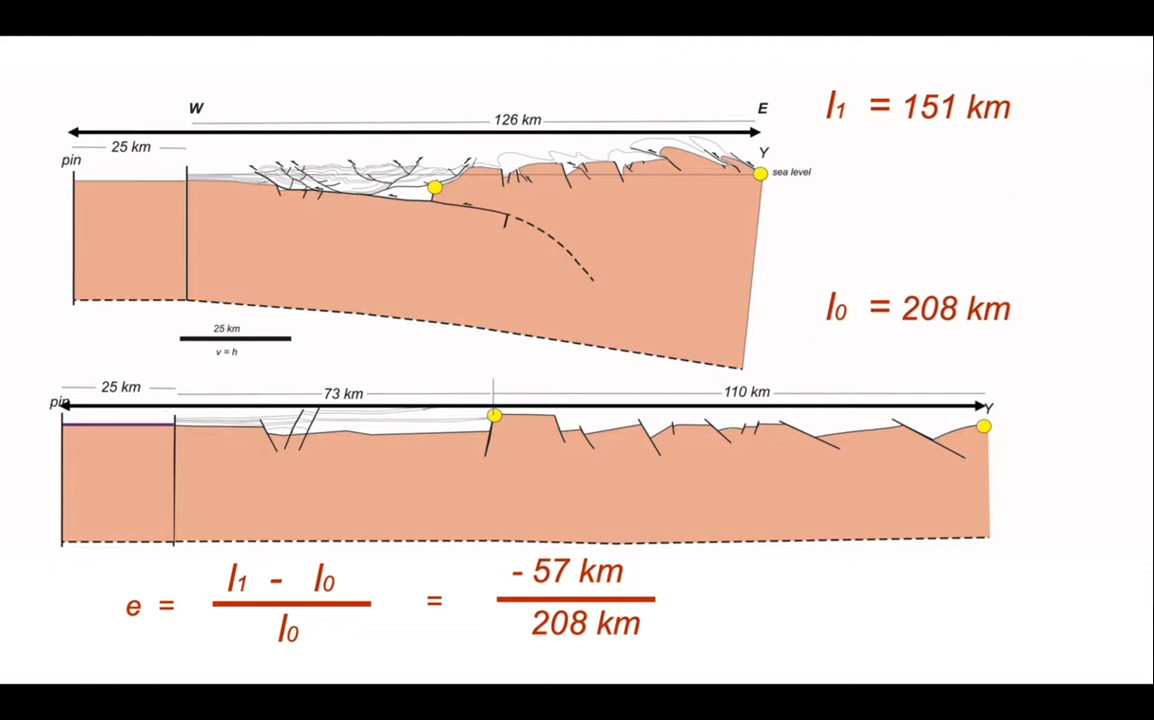 W
E
l1 = 151 km
126 km
25 km
pin
Y
sea level
l0 = 208 km
25 km
v = h
25 km
73 km
110 km
pin
Y
e = l1 - l0 / l0 = - 57 km / 208 km